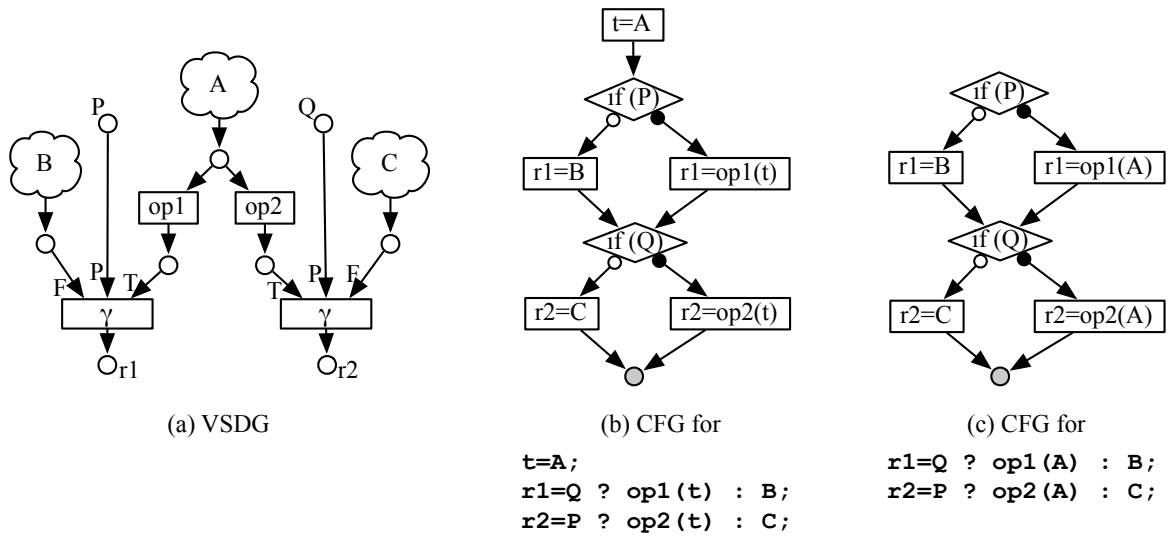 A
P
Q
B
C
op1
op2
F
P
T
T
P
F
γ
γ
r1
r2
(a) VSDG
t=A
if (P)
r1=B
r1=op1(t)
if (Q)
r2=C
r2=op2(t)
(b) CFG for
t=A;
r1=Q ? op1(t) : B;
r2=P ? op2(t) : C;
if (P)
r1=B
r1=op1(A)
if (Q)
r2=C
r2=op2(A)
(c) CFG for
r1=Q ? op1(A) : B;
r2=P ? op2(A) : C;